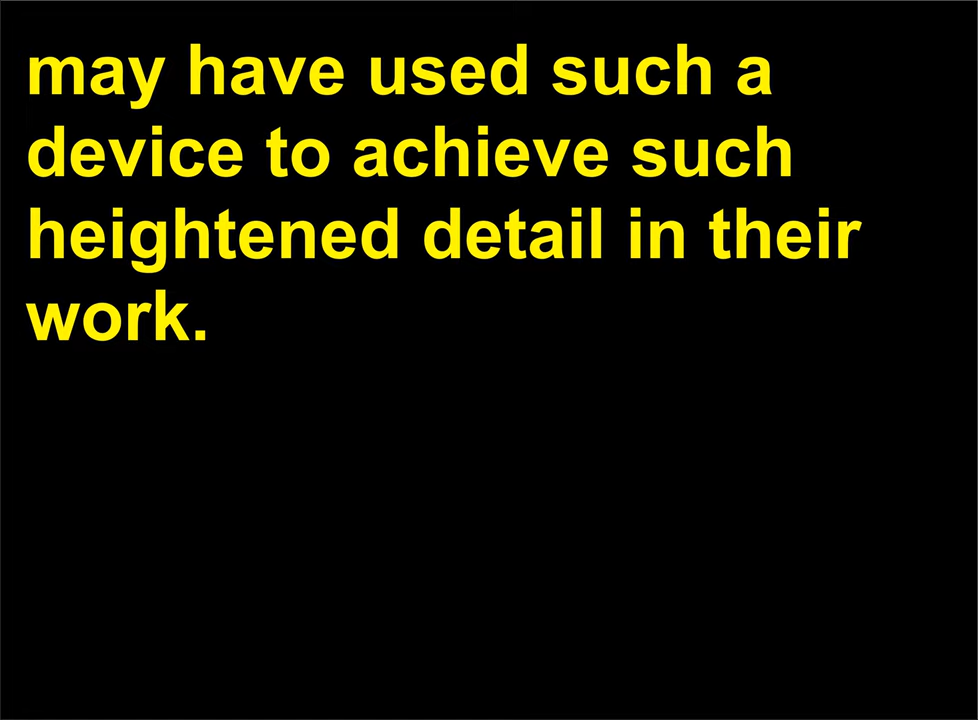 may have used such a
device to achieve such
heightened detail in their
work.